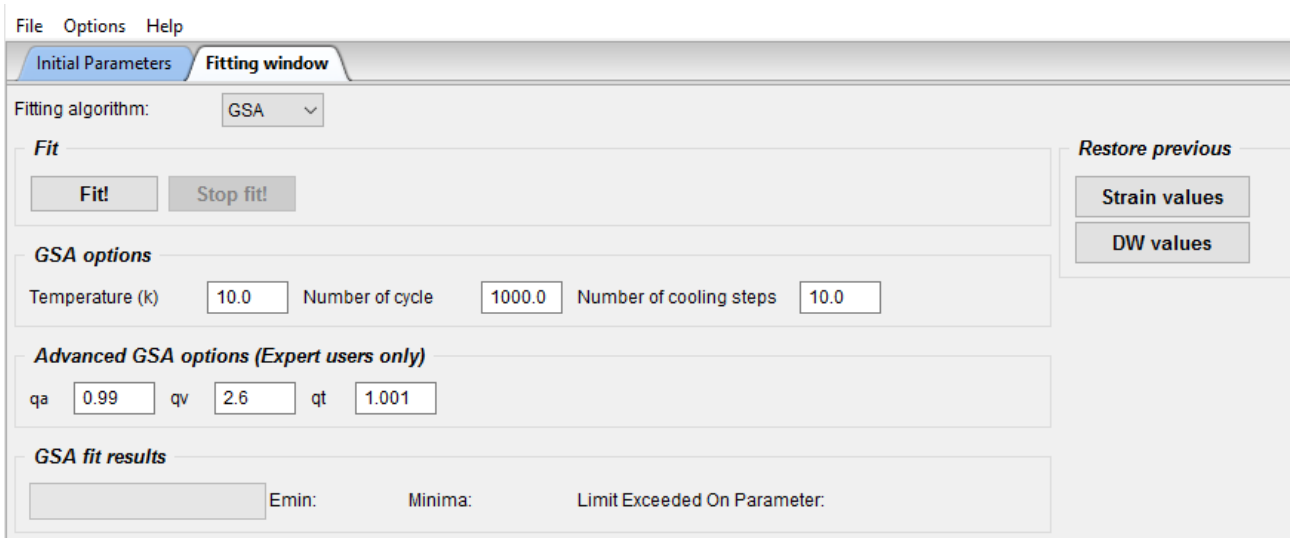 File Options Help
Initial Parameters Fitting window
Fitting algorithm: GSA
Fit
Fit! Stop fit!
GSA options
Temperature (k) 10.0 Number of cycle 1000.0 Number of cooling steps 10.0
Advanced GSA options (Expert users only)
qa 0.99 qv 2.6 qt 1.001
GSA fit results
Emin: Minima: Limit Exceeded On Parameter:
Restore previous
Strain values
DW values